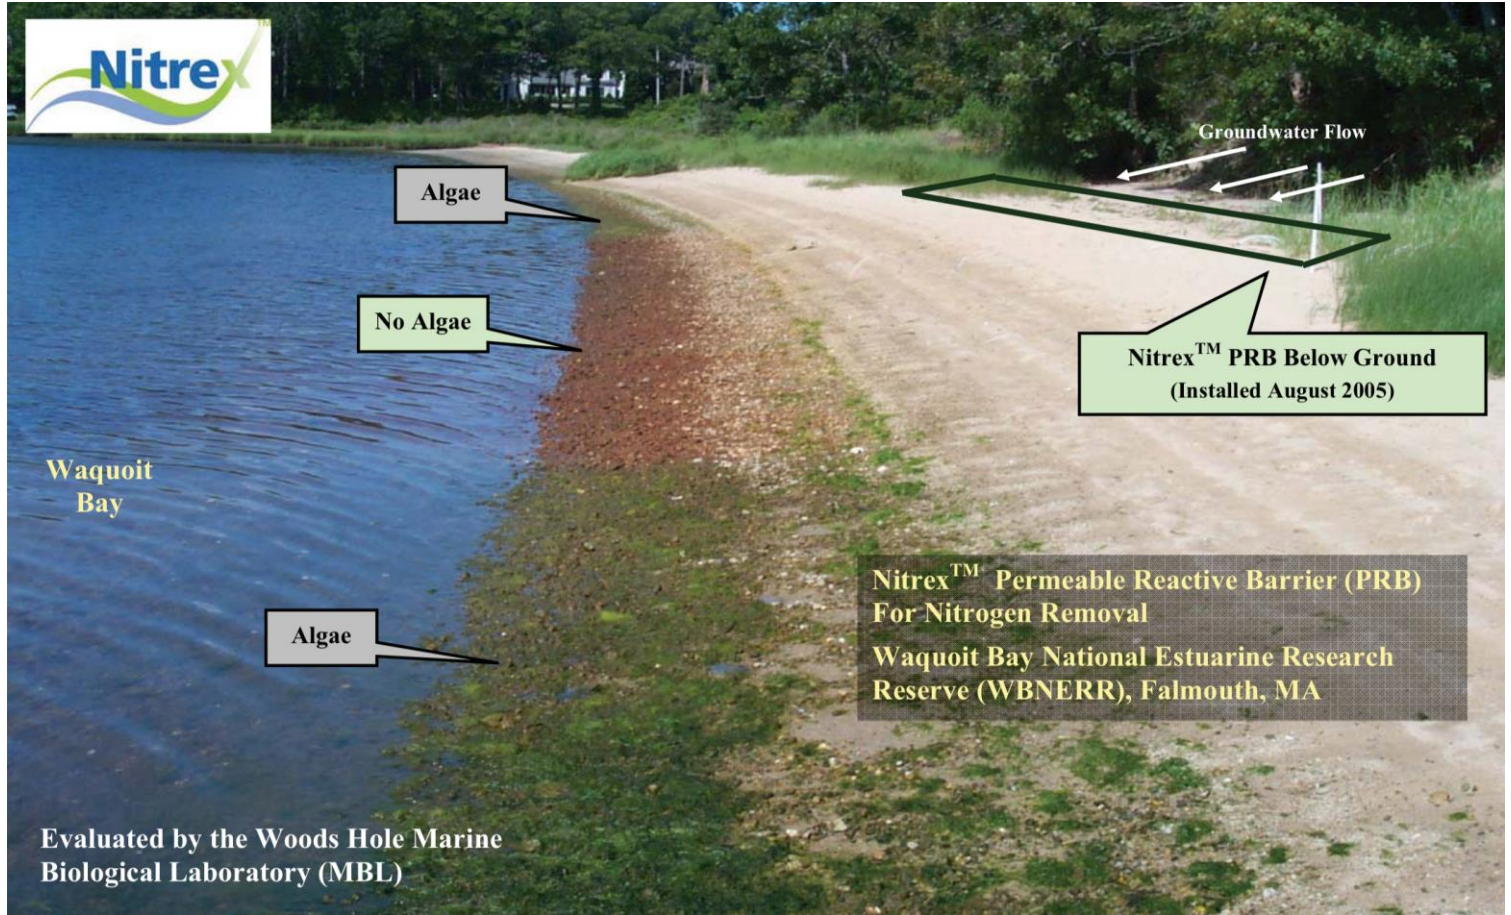 Nitrex™
Groundwater Flow
Algae
No Algae
Nitrex™ PRB Below Ground
(Installed August 2005)
Waquoit
Bay
Nitrex™ Permeable Reactive Barrier (PRB)
For Nitrogen Removal
Waquoit Bay National Estuarine Research
Reserve (WBNERR), Falmouth, MA
Algae
Evaluated by the Woods Hole Marine
Biological Laboratory (MBL)